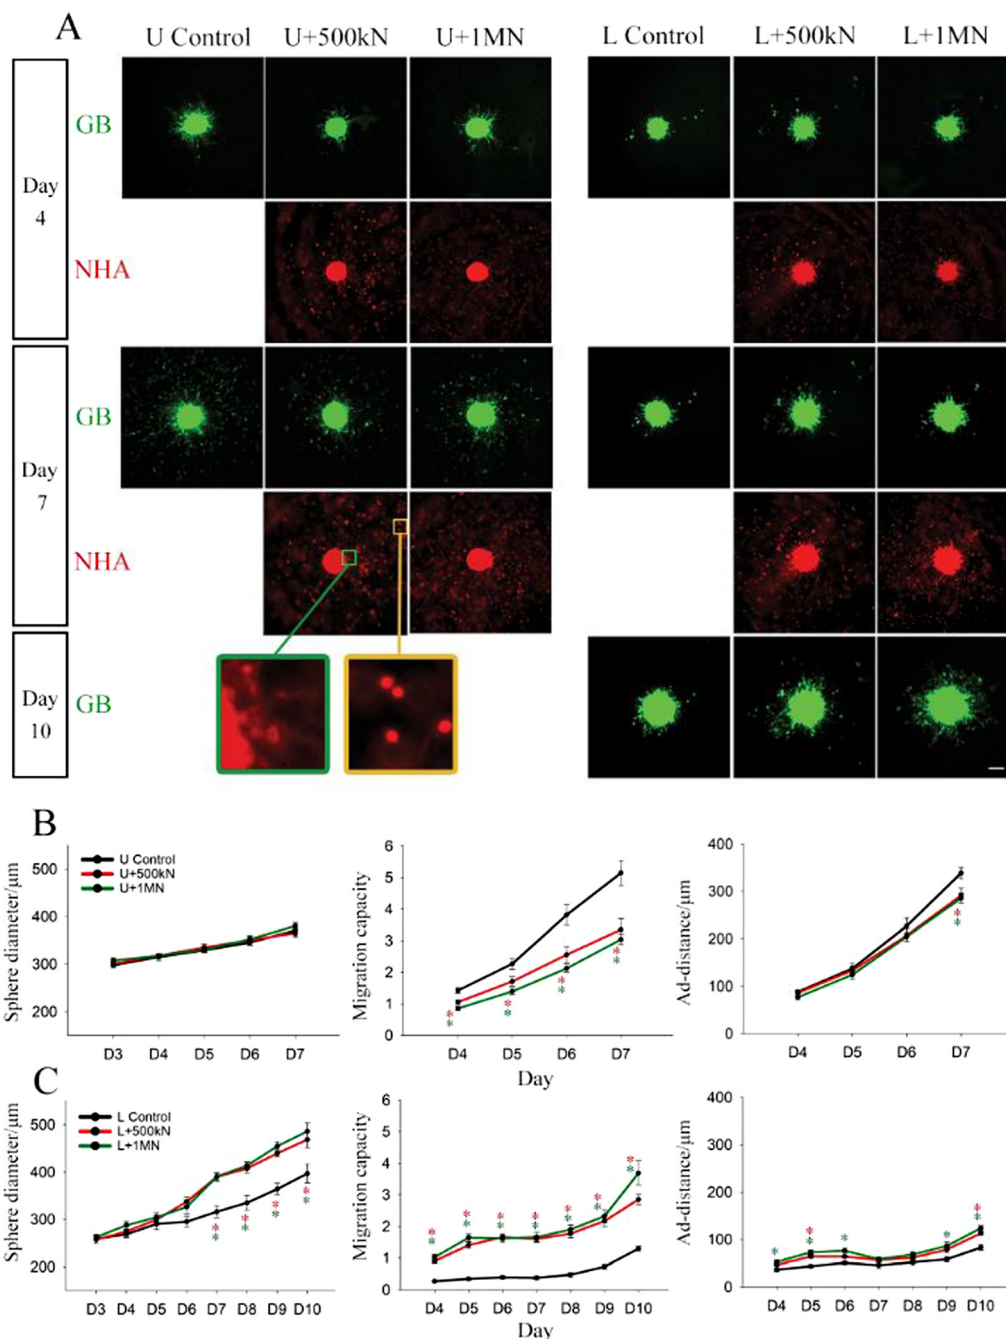 A
U Control U+500kN U+1MN L Control L+500kN L+1MN
Day
4
GB
NHA
Day
7
GB
NHA
Day
10
GB
B
Sphere diameter/μm
500
400
300
200
U Control
U+500kN
U+1MN
D3 D4 D5 D6 D7
Migration capacity
6
5
4
3
2
1
0
* * * *
* * * *
D4 D5 D6 D7
Day
Ad-distance/μm
400
300
200
100
0
*
*
D4 D5 D6 D7
C
Sphere diameter/μm
500
400
300
200
L Control
L+500kN
L+1MN
* * * *
* * * *
D3 D4 D5 D6 D7 D8 D9 D10
Migration capacity
6
5
4
3
2
1
0
* * * * * * *
* * * * * * *
D4 D5 D6 D7 D8 D9 D10
Day
Ad-distance/μm
400
300
200
100
0
* *
* * * * *
D4 D5 D6 D7 D8 D9 D10